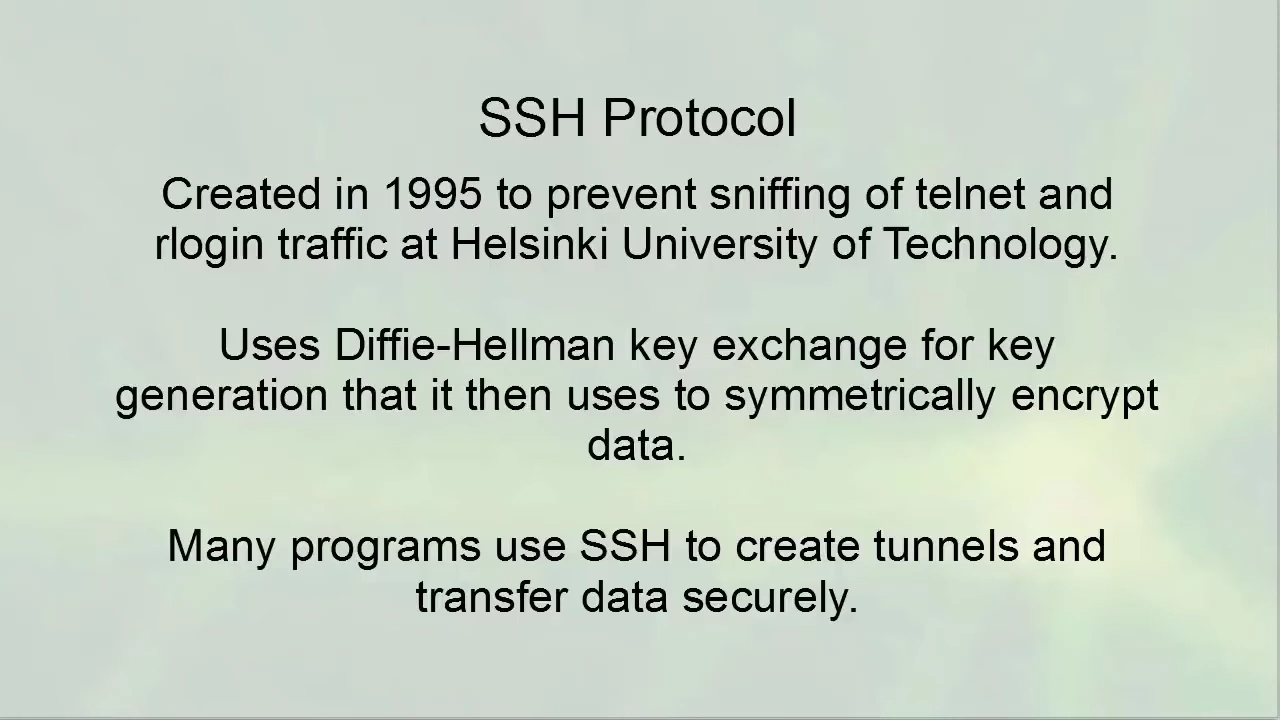 SSH Protocol
Created in 1995 to prevent sniffing of telnet and
rlogin traffic at Helsinki University of Technology.
Uses Diffie-Hellman key exchange for key
generation that it then uses to symmetrically encrypt
data.
Many programs use SSH to create tunnels and
transfer data securely.